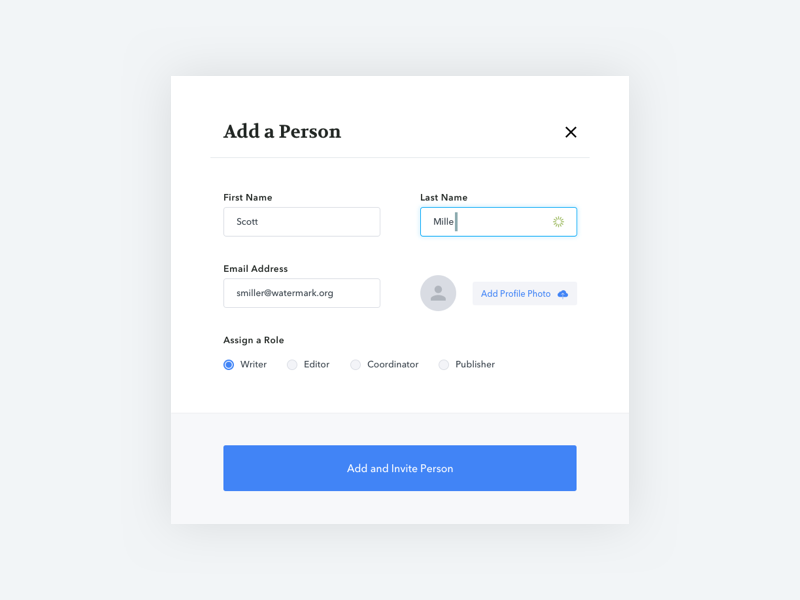 Add a Person
First Name
Last Name
Scott
Mille
Email Address
smiller@watermark.org
Add Profile Photo
Assign a Role
Writer Editor Coordinator Publisher
Add and Invite Person